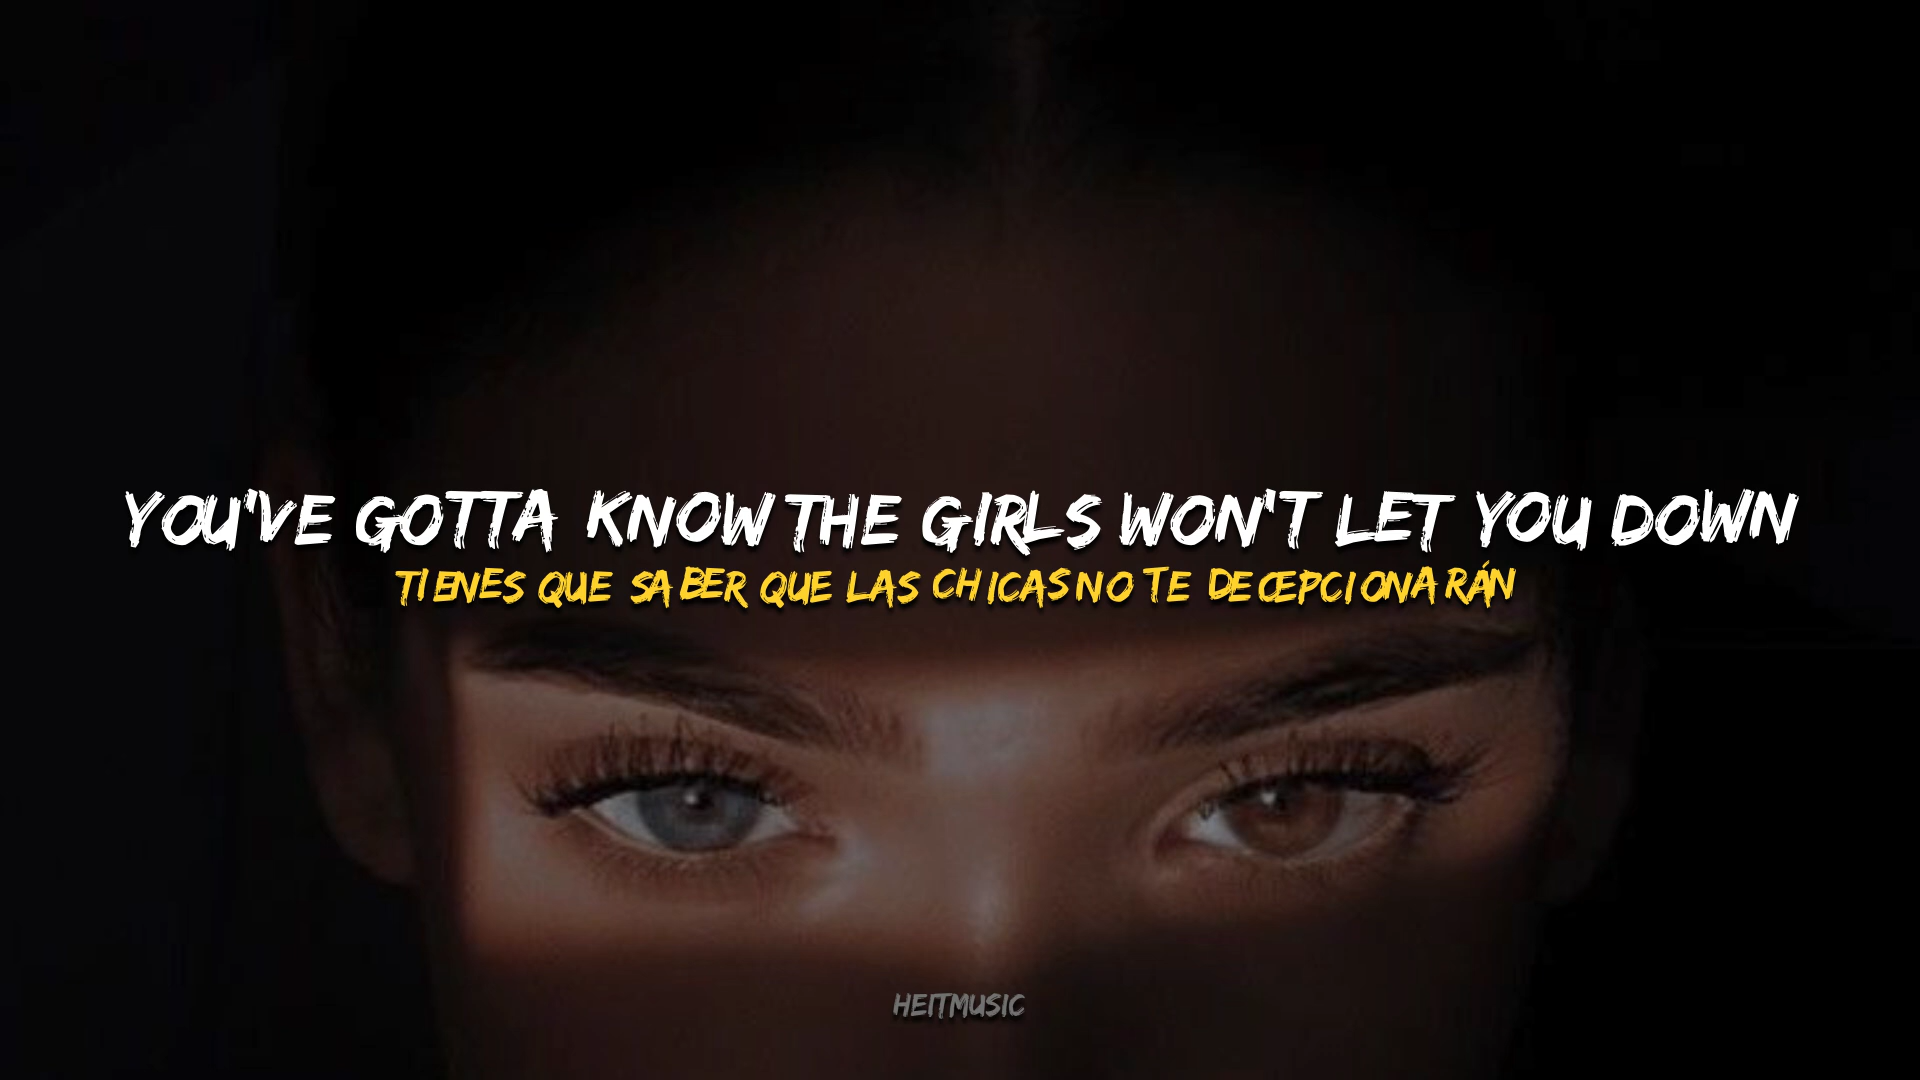 YOU'VE GOTTA KNOW THE GIRLS WON'T LET YOU DOWN
TIENES QUE SABER QUE LAS CHICAS NO TE DECEPCIONARÁN
HEITMUSIC